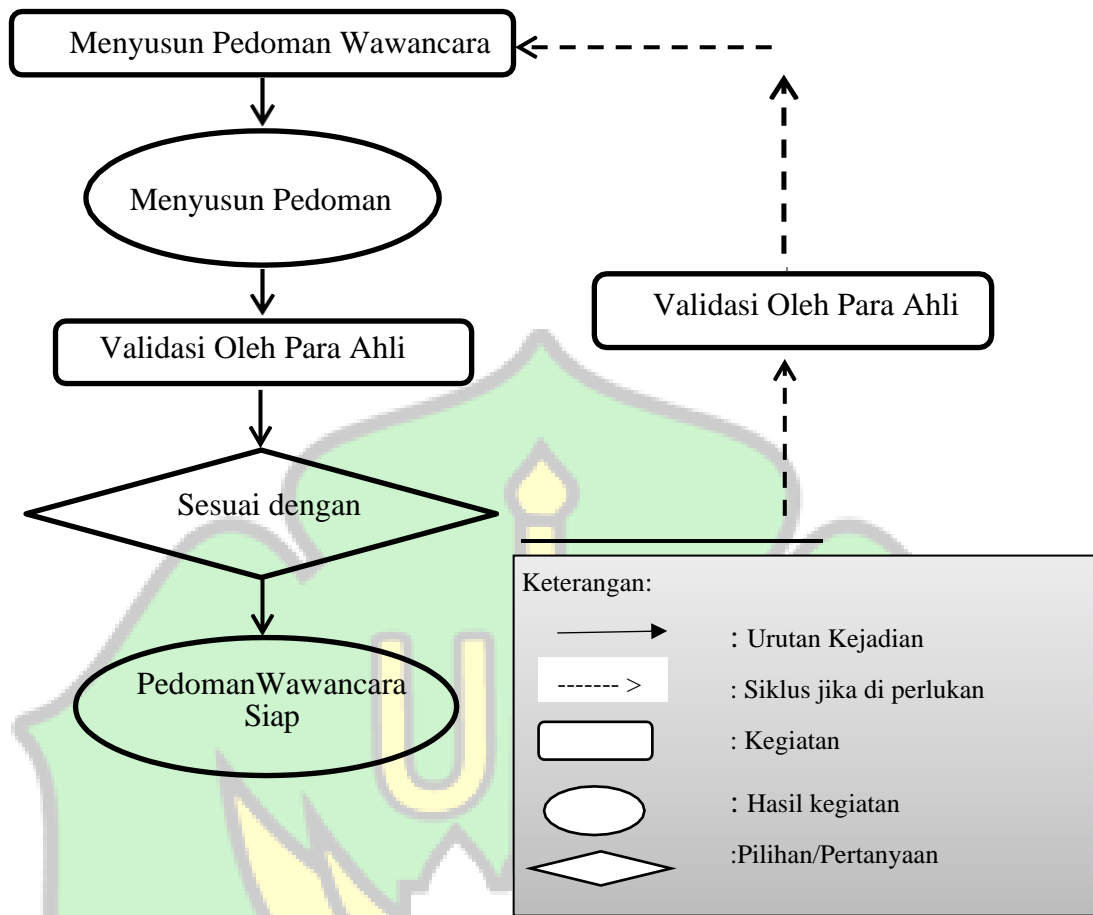 Menyusun Pedoman Wawancara
Menyusun Pedoman
Validasi Oleh Para Ahli
Validasi Oleh Para Ahli
Sesuai dengan
PedomanWawancara
Siap
Keterangan:
: Urutan Kejadian
------- >
: Siklus jika di perlukan
: Kegiatan
: Hasil kegiatan
:Pilihan/Pertanyaan